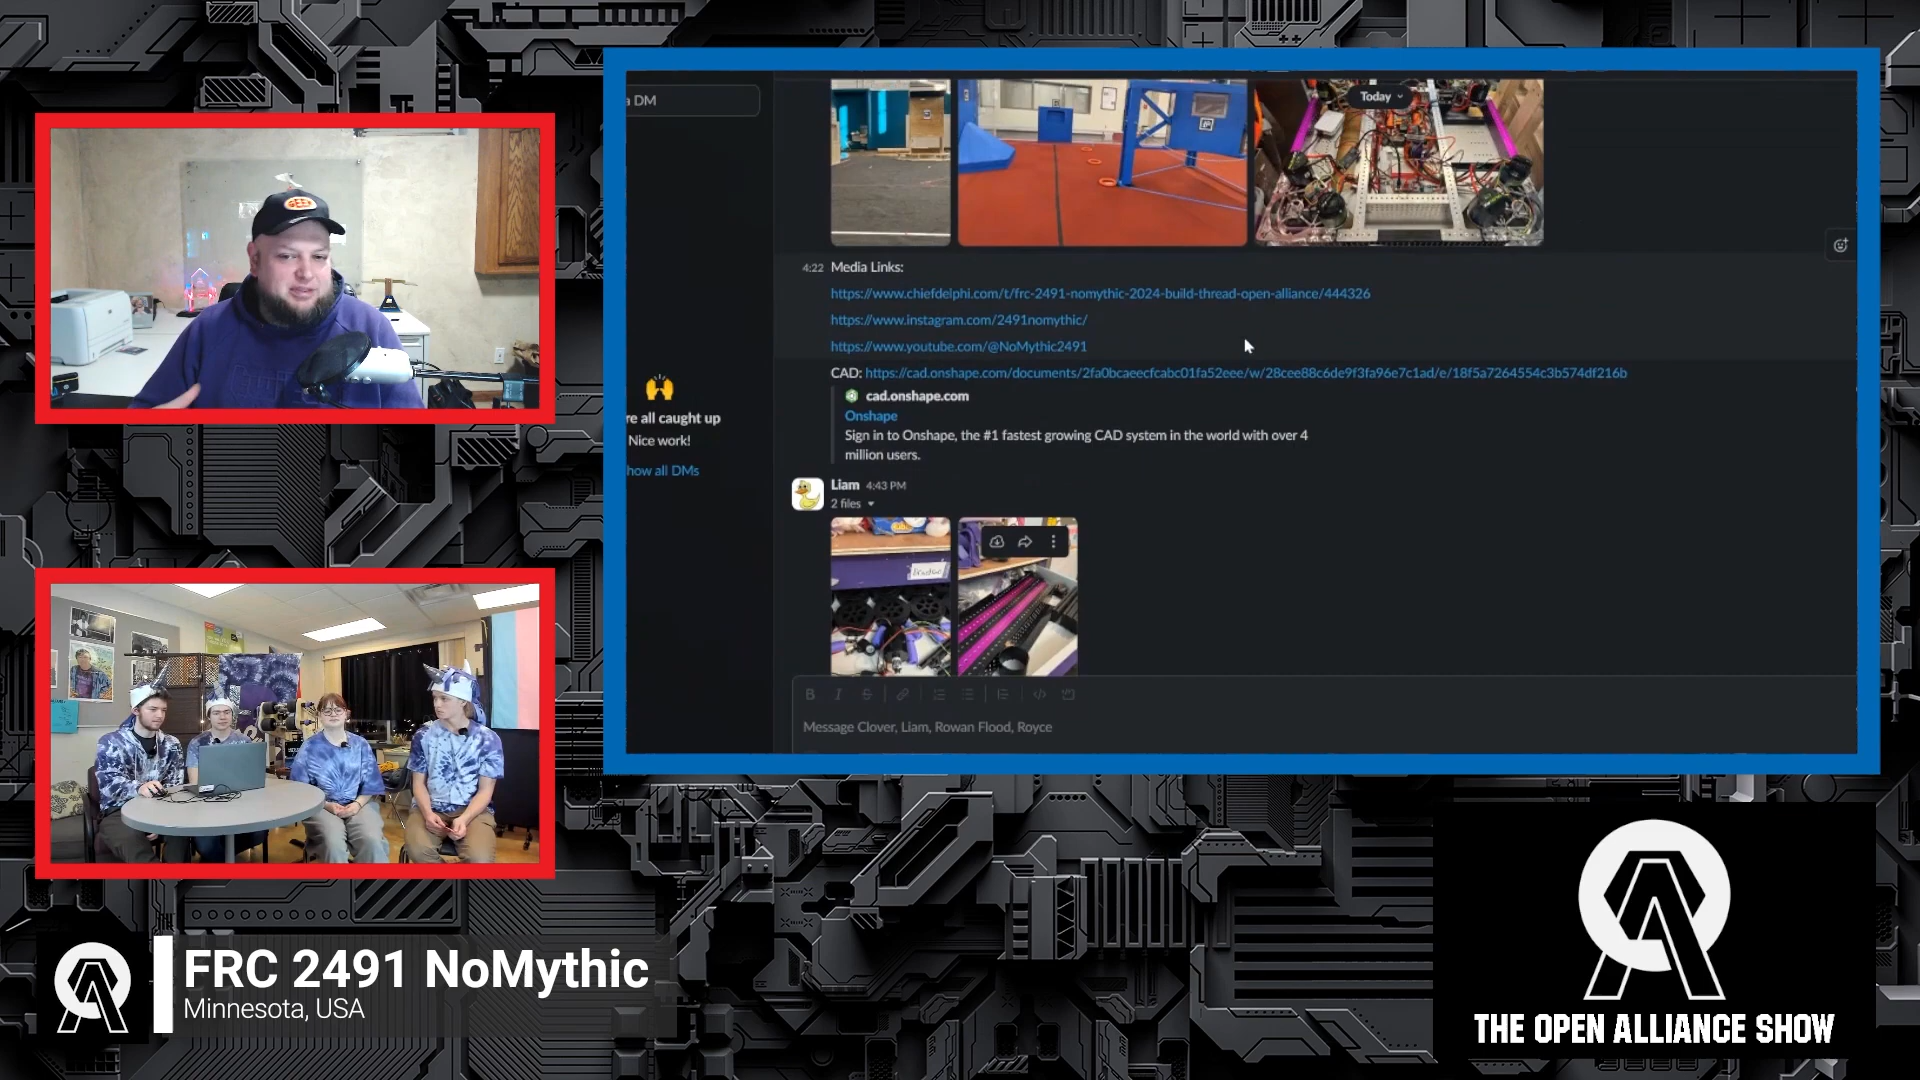 a DM
Today
4:22 Media Links:
https://www.chiefdelphi.com/t/frc-2491-nomythic-2024-build-thread-open-alliance/444326
https://www.instagram.com/2491nomythic/
https://www.youtube.com/@NoMythic2491
CAD: https://cad.onshape.com/documents/2fa0bcaeecfcabc01fa52eee/w/28cee88c6de9f3fa96e7c1ad/e/18f5a7264554c3b574df216b
cad.onshape.com
Onshape
Sign in to Onshape, the #1 fastest growing CAD system in the world with over 4
million users.
re all caught up
Nice work!
how all DMs
Liam 4:43 PM
2 files
B I S
Message Clover, Liam, Rowan Flood, Royce
FRC 2491 NoMythic
Minnesota, USA
THE OPEN ALLIANCE SHOW